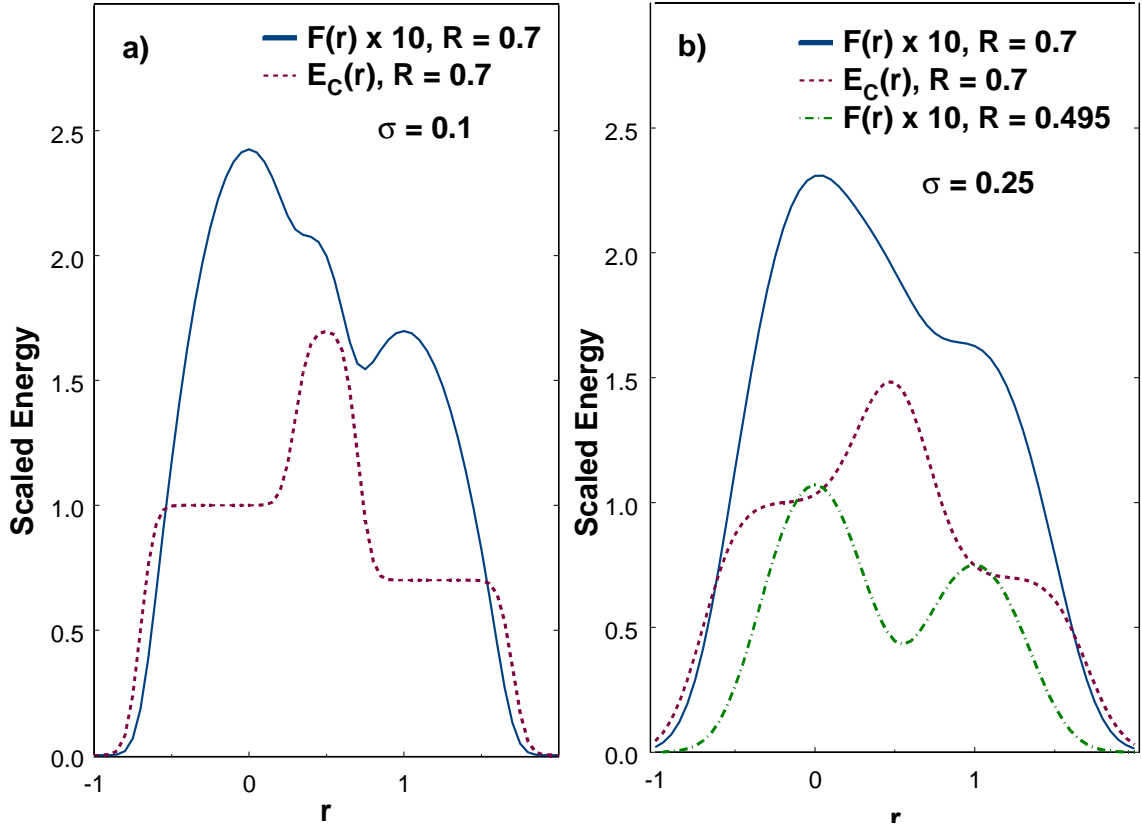 a)
F(r) x 10, R = 0.7
E_C(r), R = 0.7
σ = 0.1
2.5
2.0
1.5
1.0
0.5
0.0
-1
0
1
Scaled Energy
r
b)
F(r) x 10, R = 0.7
E_C(r), R = 0.7
F(r) x 10, R = 0.495
σ = 0.25
2.5
2.0
1.5
1.0
0.5
0.0
-1
0
1
Scaled Energy
r